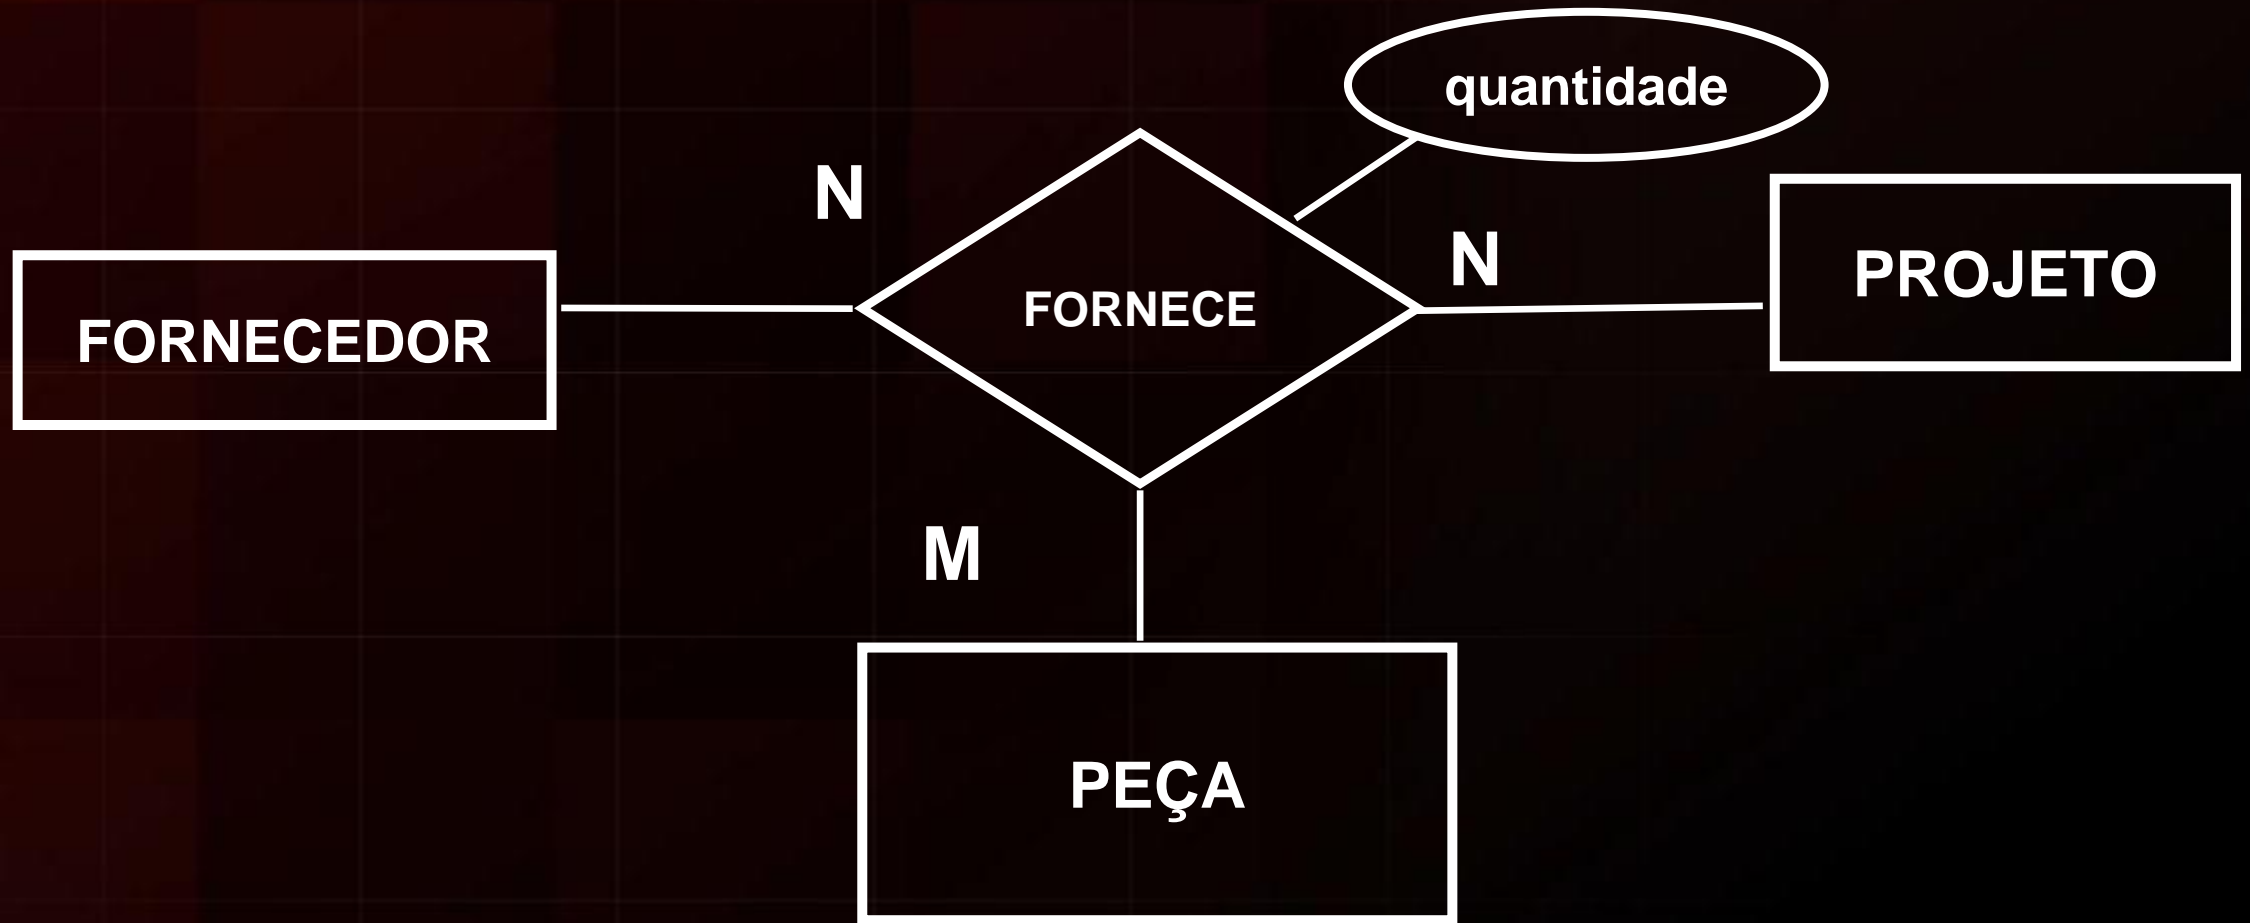 quantidade
N
N
PROJETO
FORNECEDOR
FORNECE
M
PEÇA